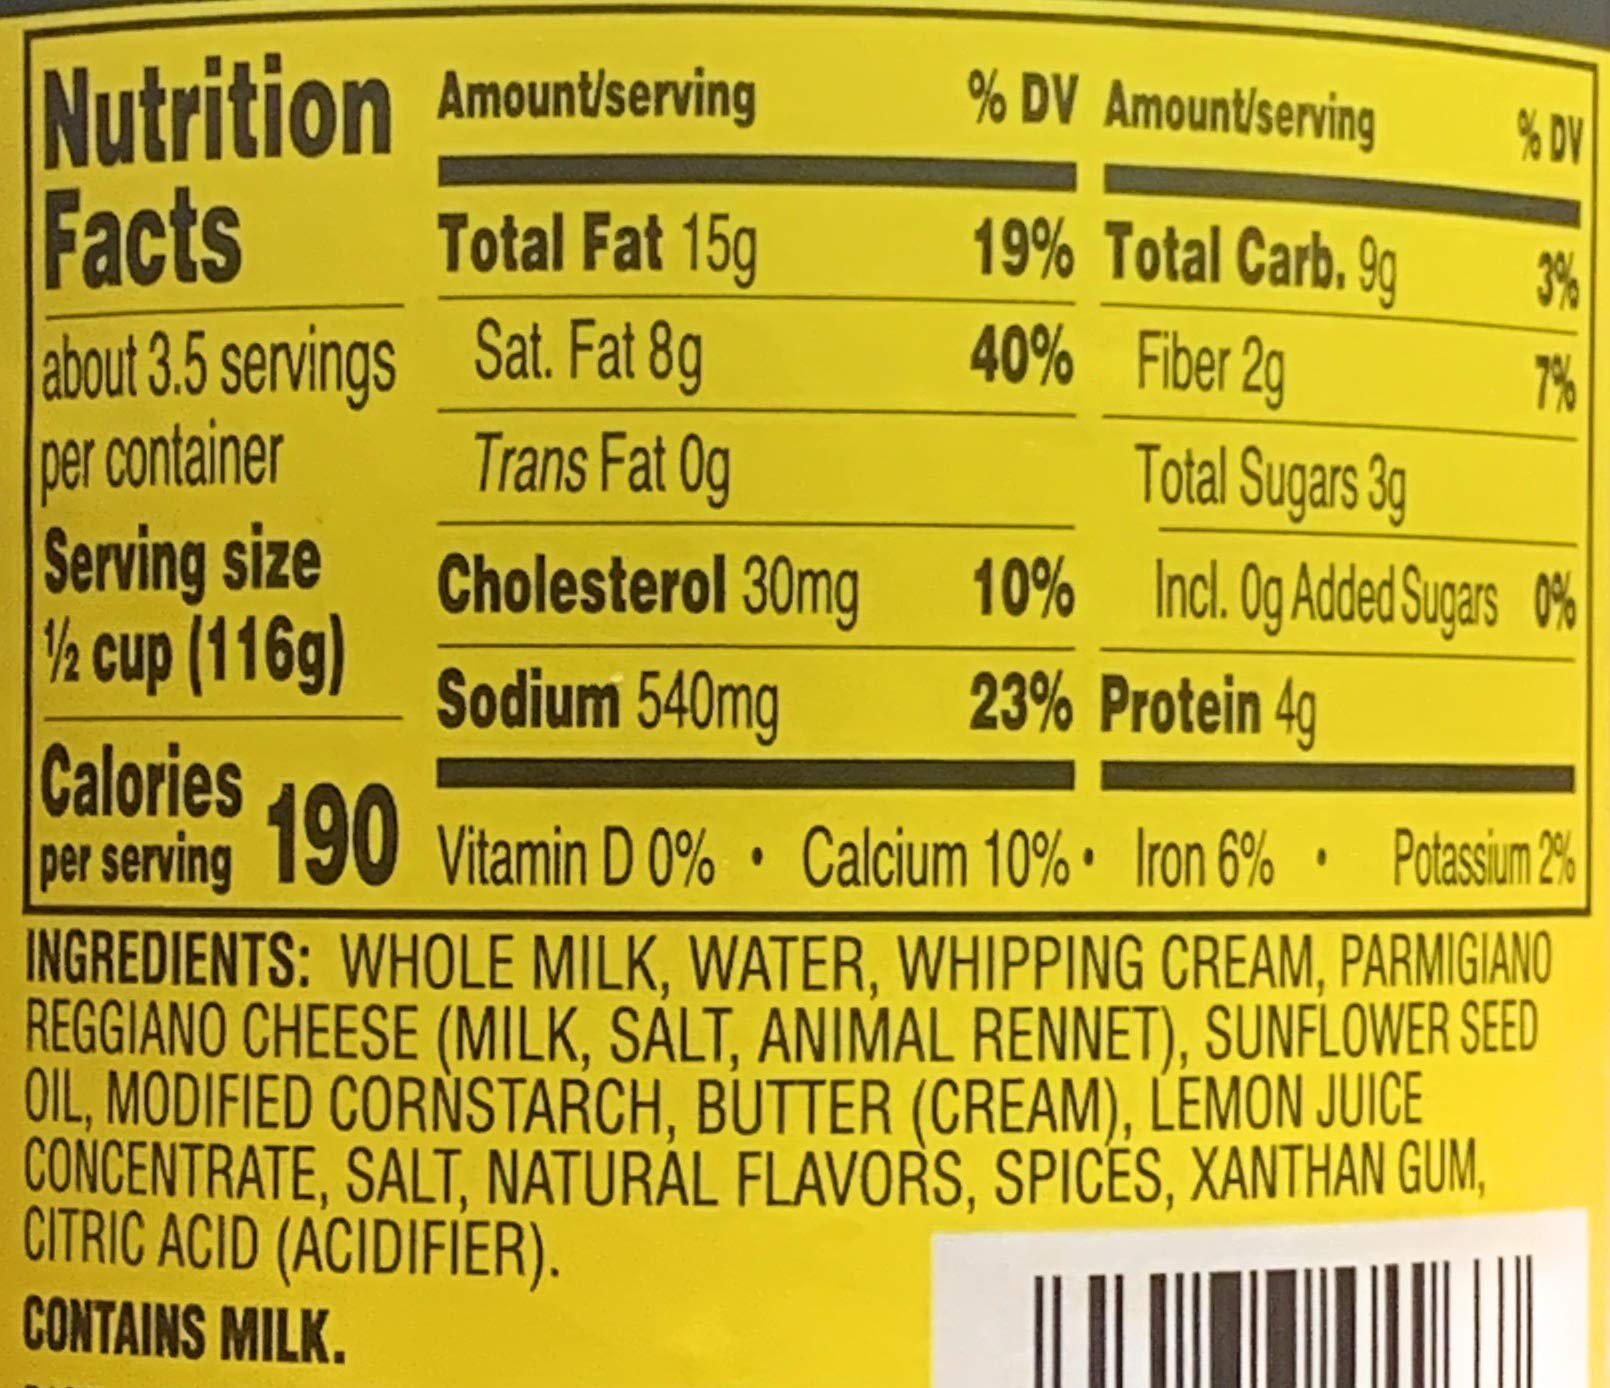 Nutrition
Facts
about 3.5 servings
per container
Serving size
½ cup (116g)
Calories
per serving 190
Amount/serving % DV
Total Fat 15g 19%
Sat. Fat 8g 40%
Trans Fat 0g
Cholesterol 30mg 10%
Sodium 540mg 23%
Amount/serving % DV
Total Carb. 9g 3%
Fiber 2g 7%
Total Sugars 3g
Incl. 0g Added Sugars 0%
Protein 4g
Vitamin D 0% • Calcium 10% • Iron 6% • Potassium 2%
INGREDIENTS: WHOLE MILK, WATER, WHIPPING CREAM, PARMIGIANO
REGGIANO CHEESE (MILK, SALT, ANIMAL RENNET), SUNFLOWER SEED
OIL, MODIFIED CORNSTARCH, BUTTER (CREAM), LEMON JUICE
CONCENTRATE, SALT, NATURAL FLAVORS, SPICES, XANTHAN GUM,
CITRIC ACID (ACIDIFIER).
CONTAINS MILK.